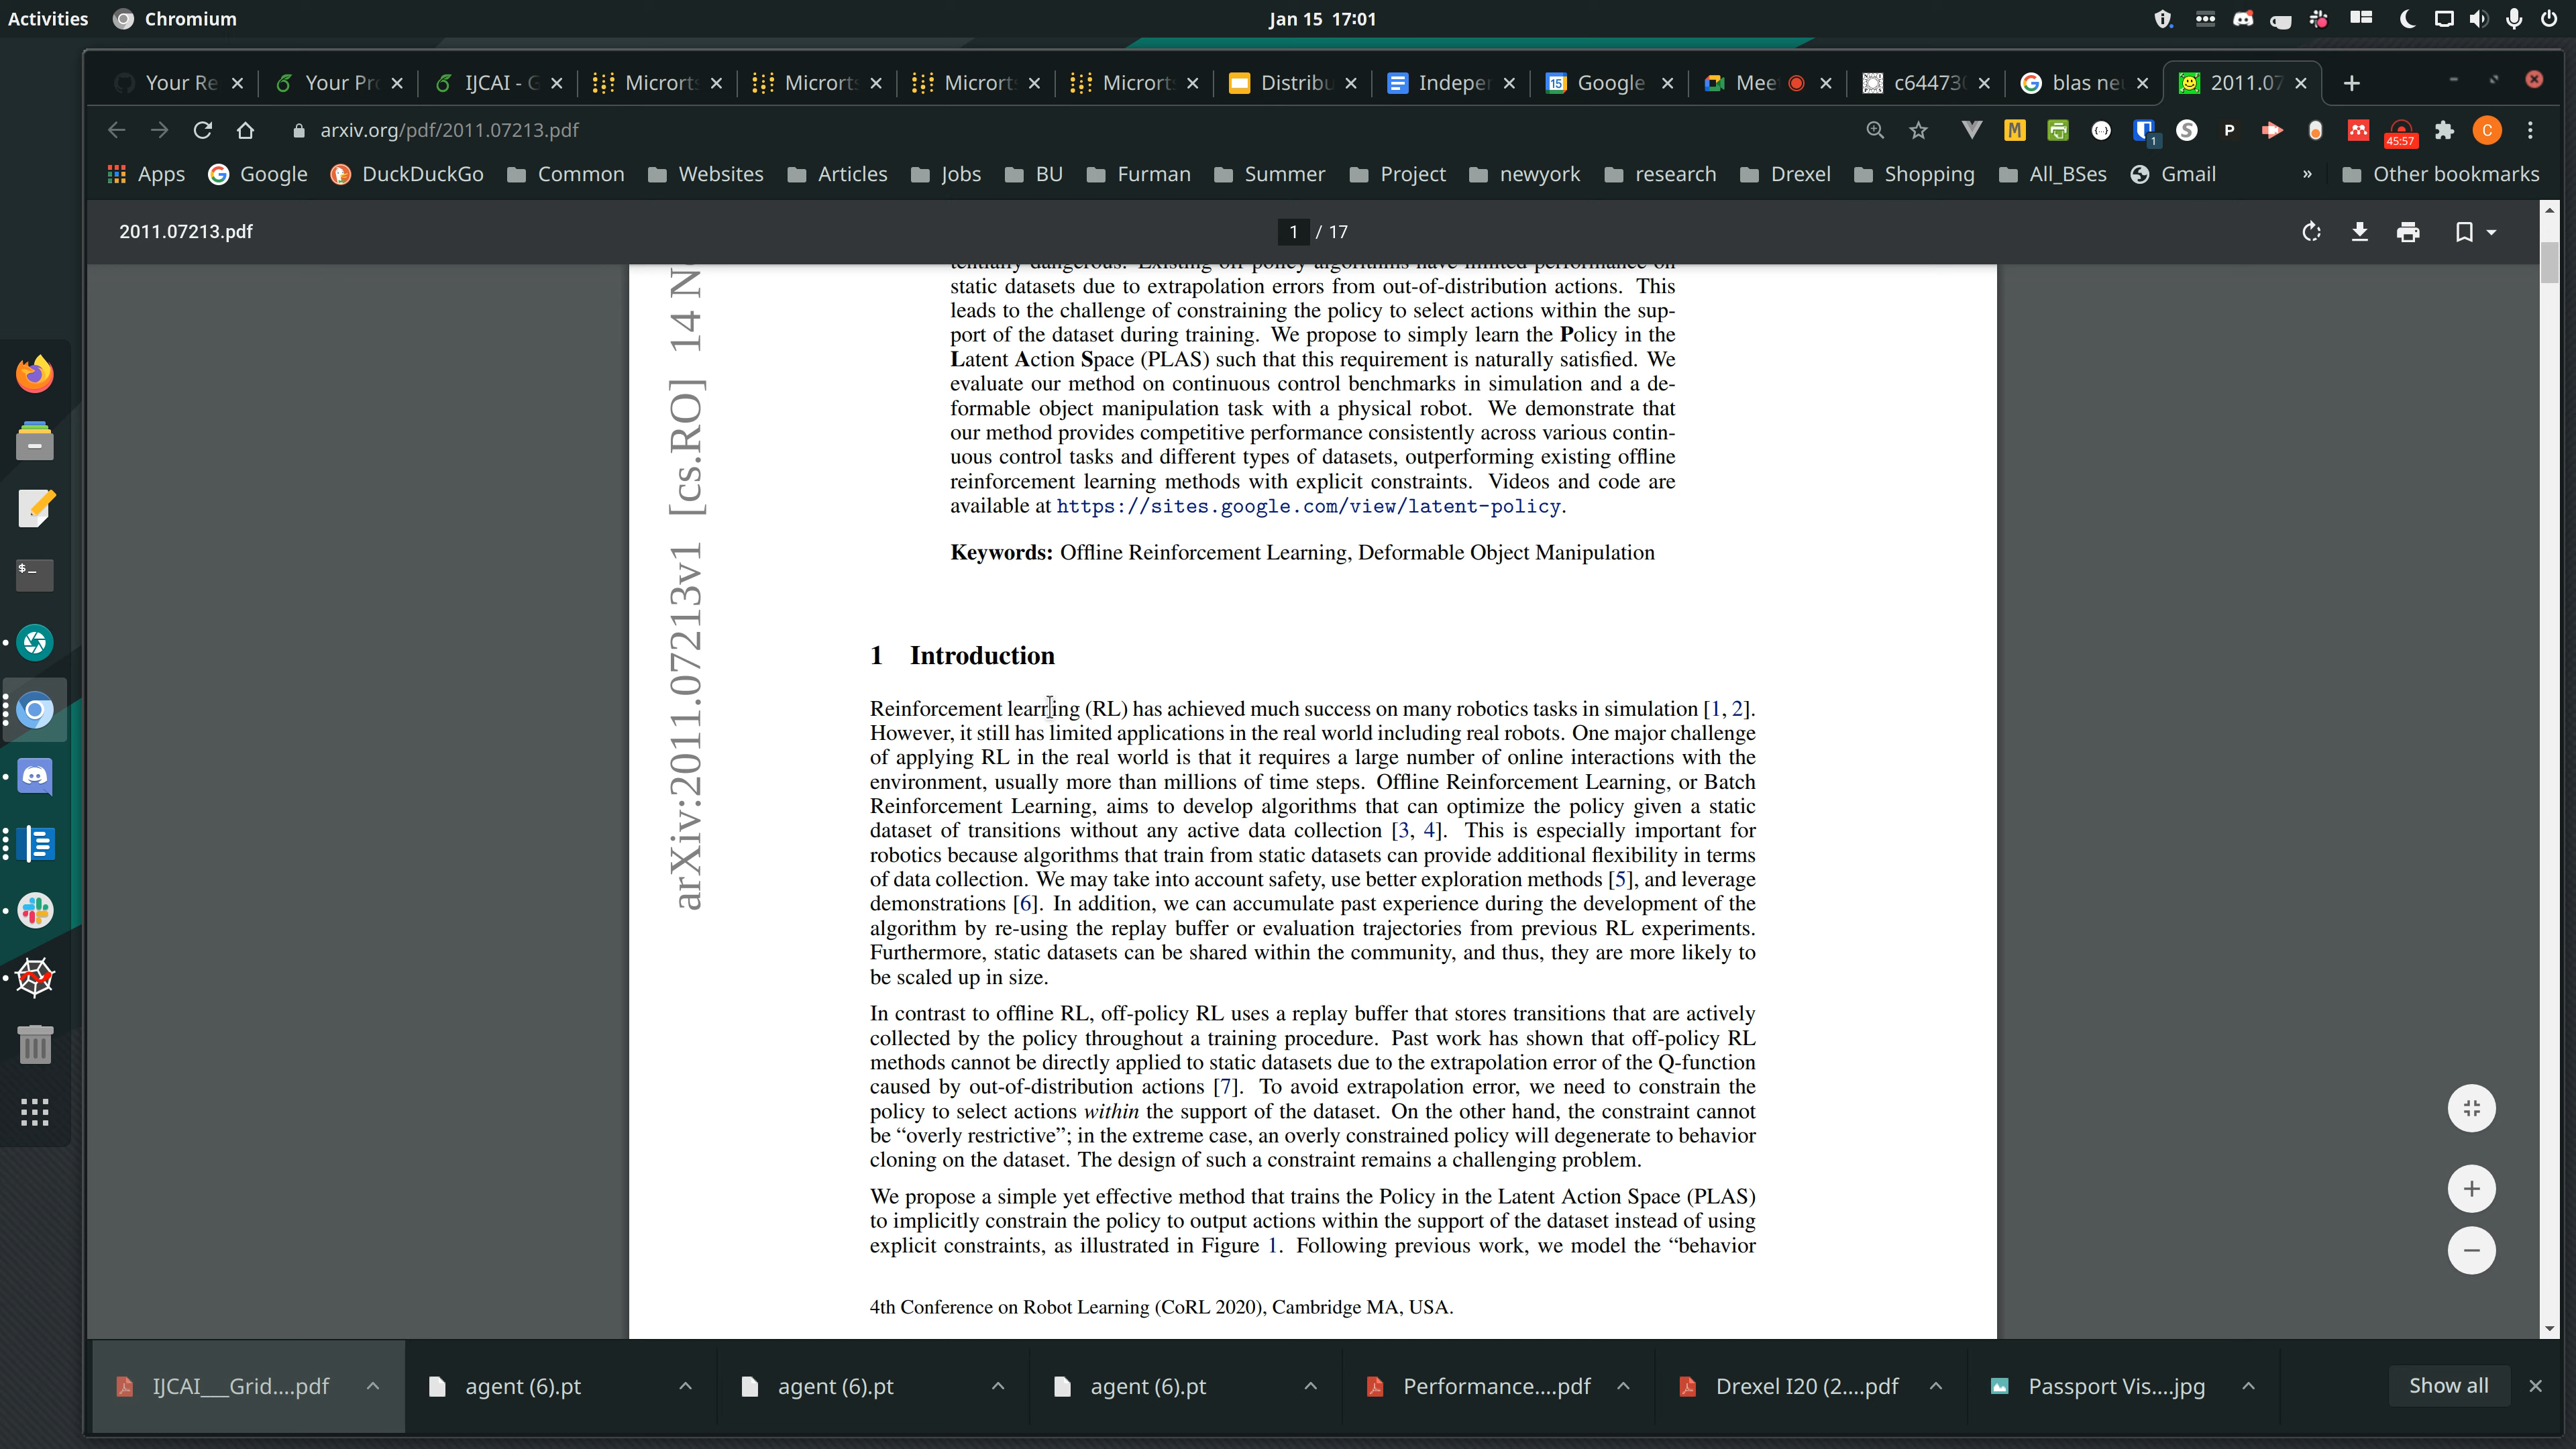 Activities Chromium Jan 15 17:01
Your Re Your Pro IJCAI - G Microrts Microrts Microrts Microrts Distribu Indeper Google Mee c64473 blas ne 2011.07
arxiv.org/pdf/2011.07213.pdf 1 45:57 C
Apps Google DuckDuckGo Common Websites Articles Jobs BU Furman Summer Project newyork research Drexel Shopping All_BSes Gmail » Other bookmarks
2011.07213.pdf 1 / 17
tentially dangerous. Existing off-policy algorithms have limited performance on
static datasets due to extrapolation errors from out-of-distribution actions. This
leads to the challenge of constraining the policy to select actions within the sup-
port of the dataset during training. We propose to simply learn the Policy in the
Latent Action Space (PLAS) such that this requirement is naturally satisfied. We
evaluate our method on continuous control benchmarks in simulation and a de-
formable object manipulation task with a physical robot. We demonstrate that
our method provides competitive performance consistently across various contin-
uous control tasks and different types of datasets, outperforming existing offline
reinforcement learning methods with explicit constraints. Videos and code are
available at https://sites.google.com/view/latent-policy.
Keywords: Offline Reinforcement Learning, Deformable Object Manipulation
arXiv:2011.07213v1 [cs.RO] 14 N
1 Introduction
Reinforcement learning (RL) has achieved much success on many robotics tasks in simulation [1, 2].
However, it still has limited applications in the real world including real robots. One major challenge
of applying RL in the real world is that it requires a large number of online interactions with the
environment, usually more than millions of time steps. Offline Reinforcement Learning, or Batch
Reinforcement Learning, aims to develop algorithms that can optimize the policy given a static
dataset of transitions without any active data collection [3, 4]. This is especially important for
robotics because algorithms that train from static datasets can provide additional flexibility in terms
of data collection. We may take into account safety, use better exploration methods [5], and leverage
demonstrations [6]. In addition, we can accumulate past experience during the development of the
algorithm by re-using the replay buffer or evaluation trajectories from previous RL experiments.
Furthermore, static datasets can be shared within the community, and thus, they are more likely to
be scaled up in size.
In contrast to offline RL, off-policy RL uses a replay buffer that stores transitions that are actively
collected by the policy throughout a training procedure. Past work has shown that off-policy RL
methods cannot be directly applied to static datasets due to the extrapolation error of the Q-function
caused by out-of-distribution actions [7]. To avoid extrapolation error, we need to constrain the
policy to select actions within the support of the dataset. On the other hand, the constraint cannot
be “overly restrictive”; in the extreme case, an overly constrained policy will degenerate to behavior
cloning on the dataset. The design of such a constraint remains a challenging problem.
We propose a simple yet effective method that trains the Policy in the Latent Action Space (PLAS)
to implicitly constrain the policy to output actions within the support of the dataset instead of using
explicit constraints, as illustrated in Figure 1. Following previous work, we model the “behavior
4th Conference on Robot Learning (CoRL 2020), Cambridge MA, USA.
IJCAI___Grid....pdf agent (6).pt agent (6).pt agent (6).pt Performance....pdf Drexel I20 (2....pdf Passport Vis....jpg Show all